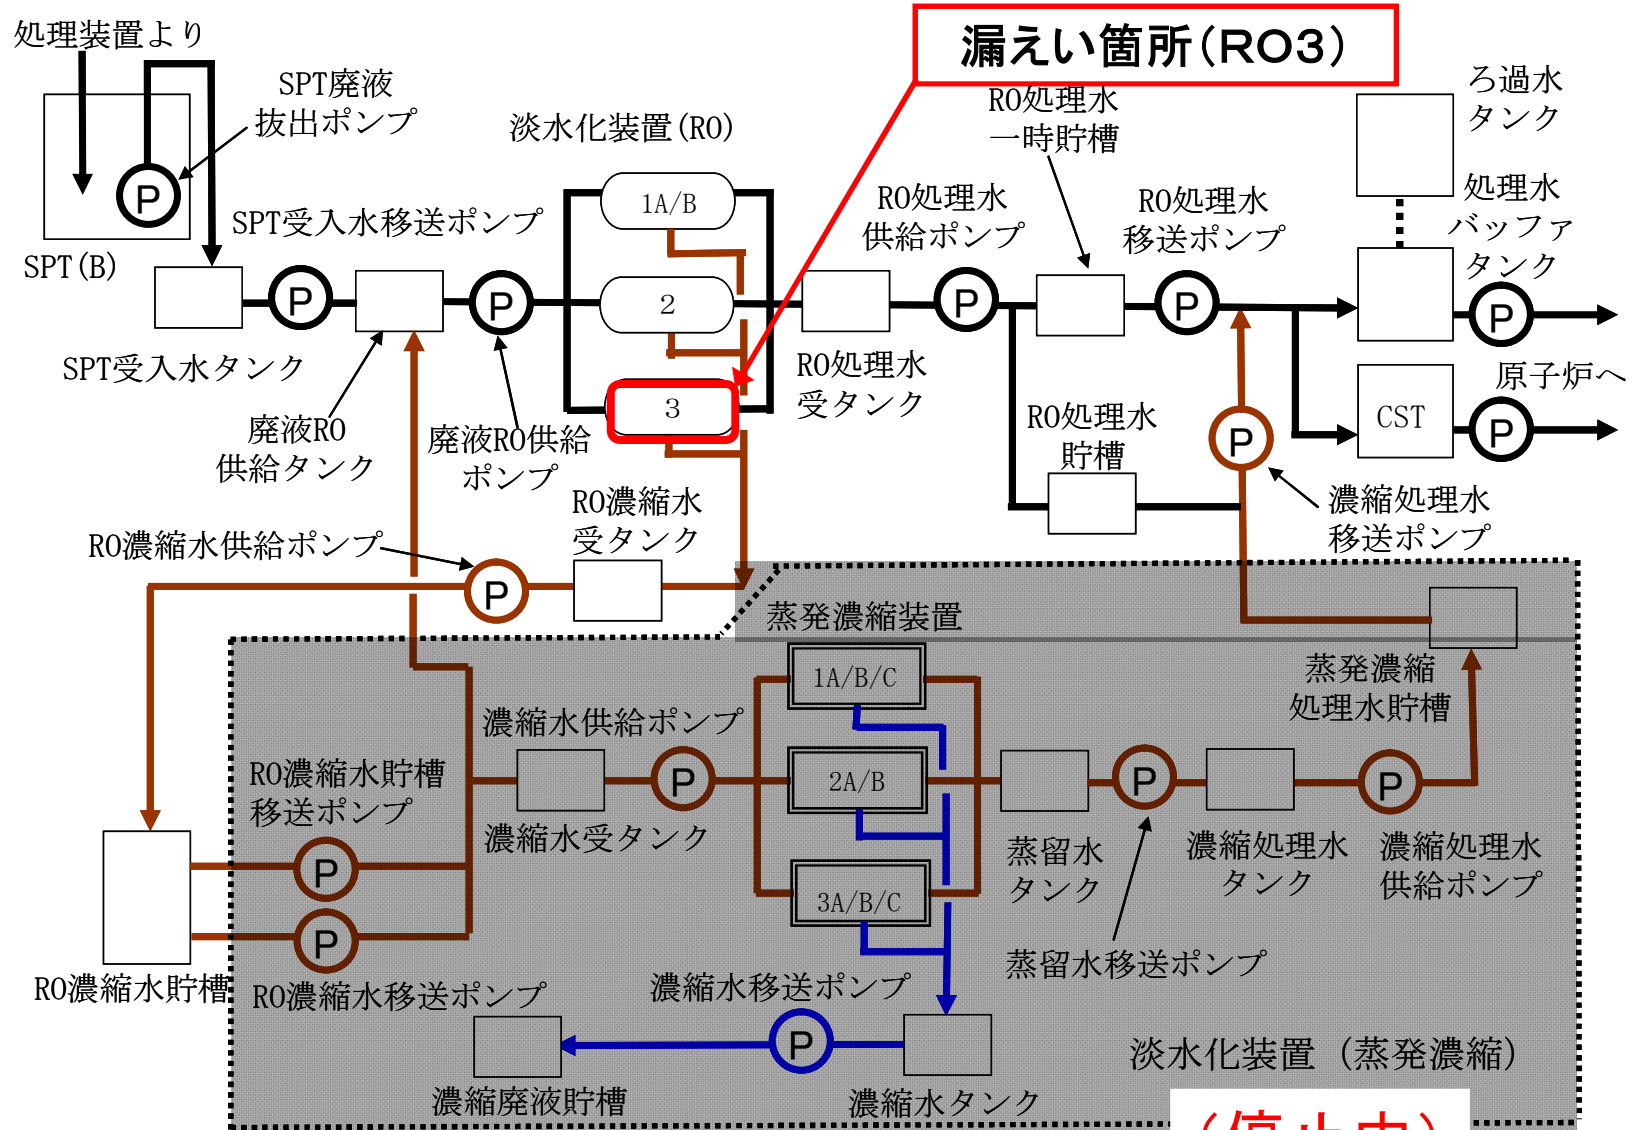 処理装置より
漏えい箇所(RO3)
SPT廃液
抜出ポンプ
P
SPT(B)
淡水化装置(RO)
RO処理水
一時貯槽
ろ過水
タンク
SPT受入水移送ポンプ
1A/B
RO処理水
供給ポンプ
RO処理水
移送ポンプ
処理水
バッファ
タンク
P
P
2
P
P
P
SPT受入水タンク
廃液RO
供給タンク
廃液RO供給
ポンプ
3
RO処理水
受タンク
原子炉へ
CST
P
RO処理水
貯槽
P
濃縮処理水
移送ポンプ
RO濃縮水
受タンク
RO濃縮水供給ポンプ
P
蒸発濃縮装置
1A/B/C
蒸発濃縮
処理水貯槽
濃縮水供給ポンプ
P
2A/B
P
P
RO濃縮水貯槽
移送ポンプ
濃縮水受タンク
蒸留水
タンク
濃縮処理水
タンク
濃縮処理水
供給ポンプ
P
3A/B/C
P
RO濃縮水貯槽
RO濃縮水移送ポンプ
濃縮水移送ポンプ
蒸留水移送ポンプ
P
濃縮廃液貯槽
濃縮水タンク
淡水化装置(蒸発濃縮)
(停止中)